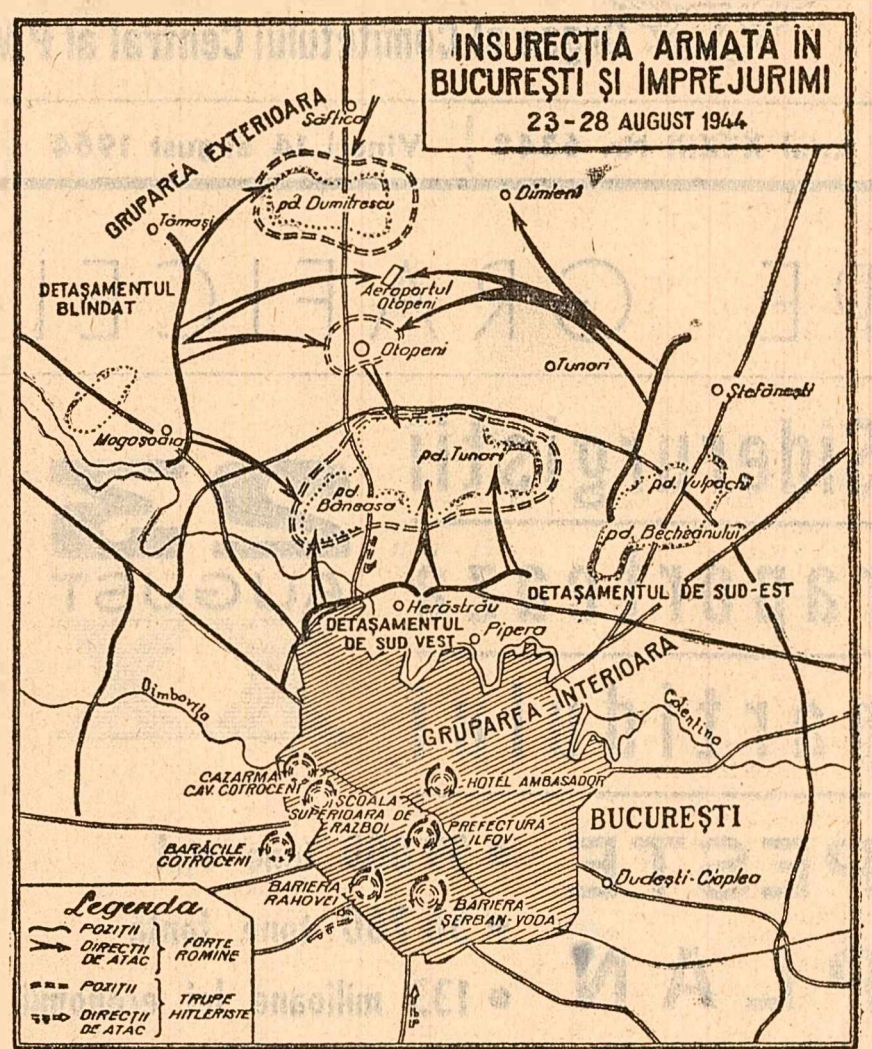 INSURECȚIA ARMATĂ ÎN
BUCUREȘTI ȘI ÎMPREJURIMI
23-28 AUGUST 1944
GRUPAREA EXTERIOARA
Săftica
pd. Dumitrescu
Dimieni
Tămași
DETAȘAMENTUL
BLÎNDAT
Aeroportul
Otopeni
Otopeni
Tunari
Ștefănești
Mogoșoaia
pd. Tunari
pd.
Băneasa
pd. Vulpachi
pd. Becheanului
DETAȘAMENTUL DE SUD-EST
Herăstrău
DETAȘAMENTUL
DE SUD VEST
Pipera
GRUPAREA INTERIOARA
Dîmbovița
Colentina
CAZARMA
CAV. COTROCENI
HOTEL AMBASADOR
ȘCOALA
SUPERIOARA DE
RAZBOI
PREFECTURA
ILFOV
BUCUREȘTI
BARĂCILE
COTROCENI
BARIERA
RAHOVEI
BARIERA
ȘERBAN-VODA
Dudești-Cioplea
Legenda
POZIȚII
DIRECȚII
DE ATAC
FORȚE
ROMINE
POZIȚII
DIRECȚII
DE ATAC
TRUPE
HITLERISTE